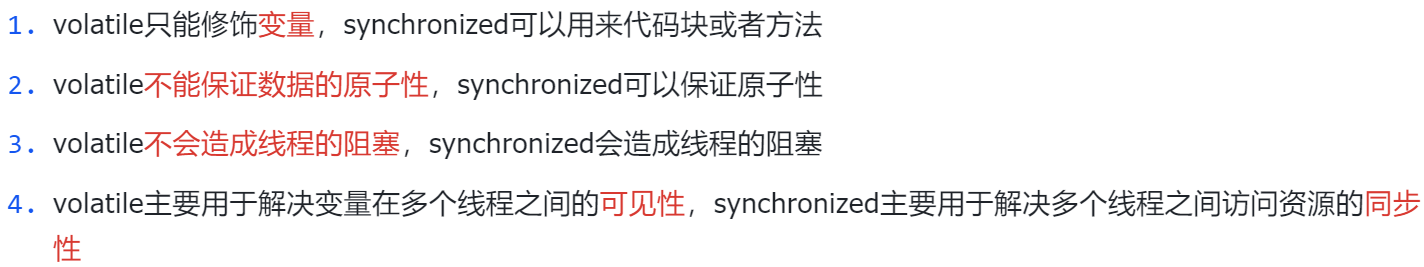 1. volatile只能修饰变量，synchronized可以用来代码块或者方法
2. volatile不能保证数据的原子性，synchronized可以保证原子性
3. volatile不会造成线程的阻塞，synchronized会造成线程的阻塞
4. volatile主要用于解决变量在多个线程之间的可见性，synchronized主要用于解决多个线程之间访问资源的同步
性